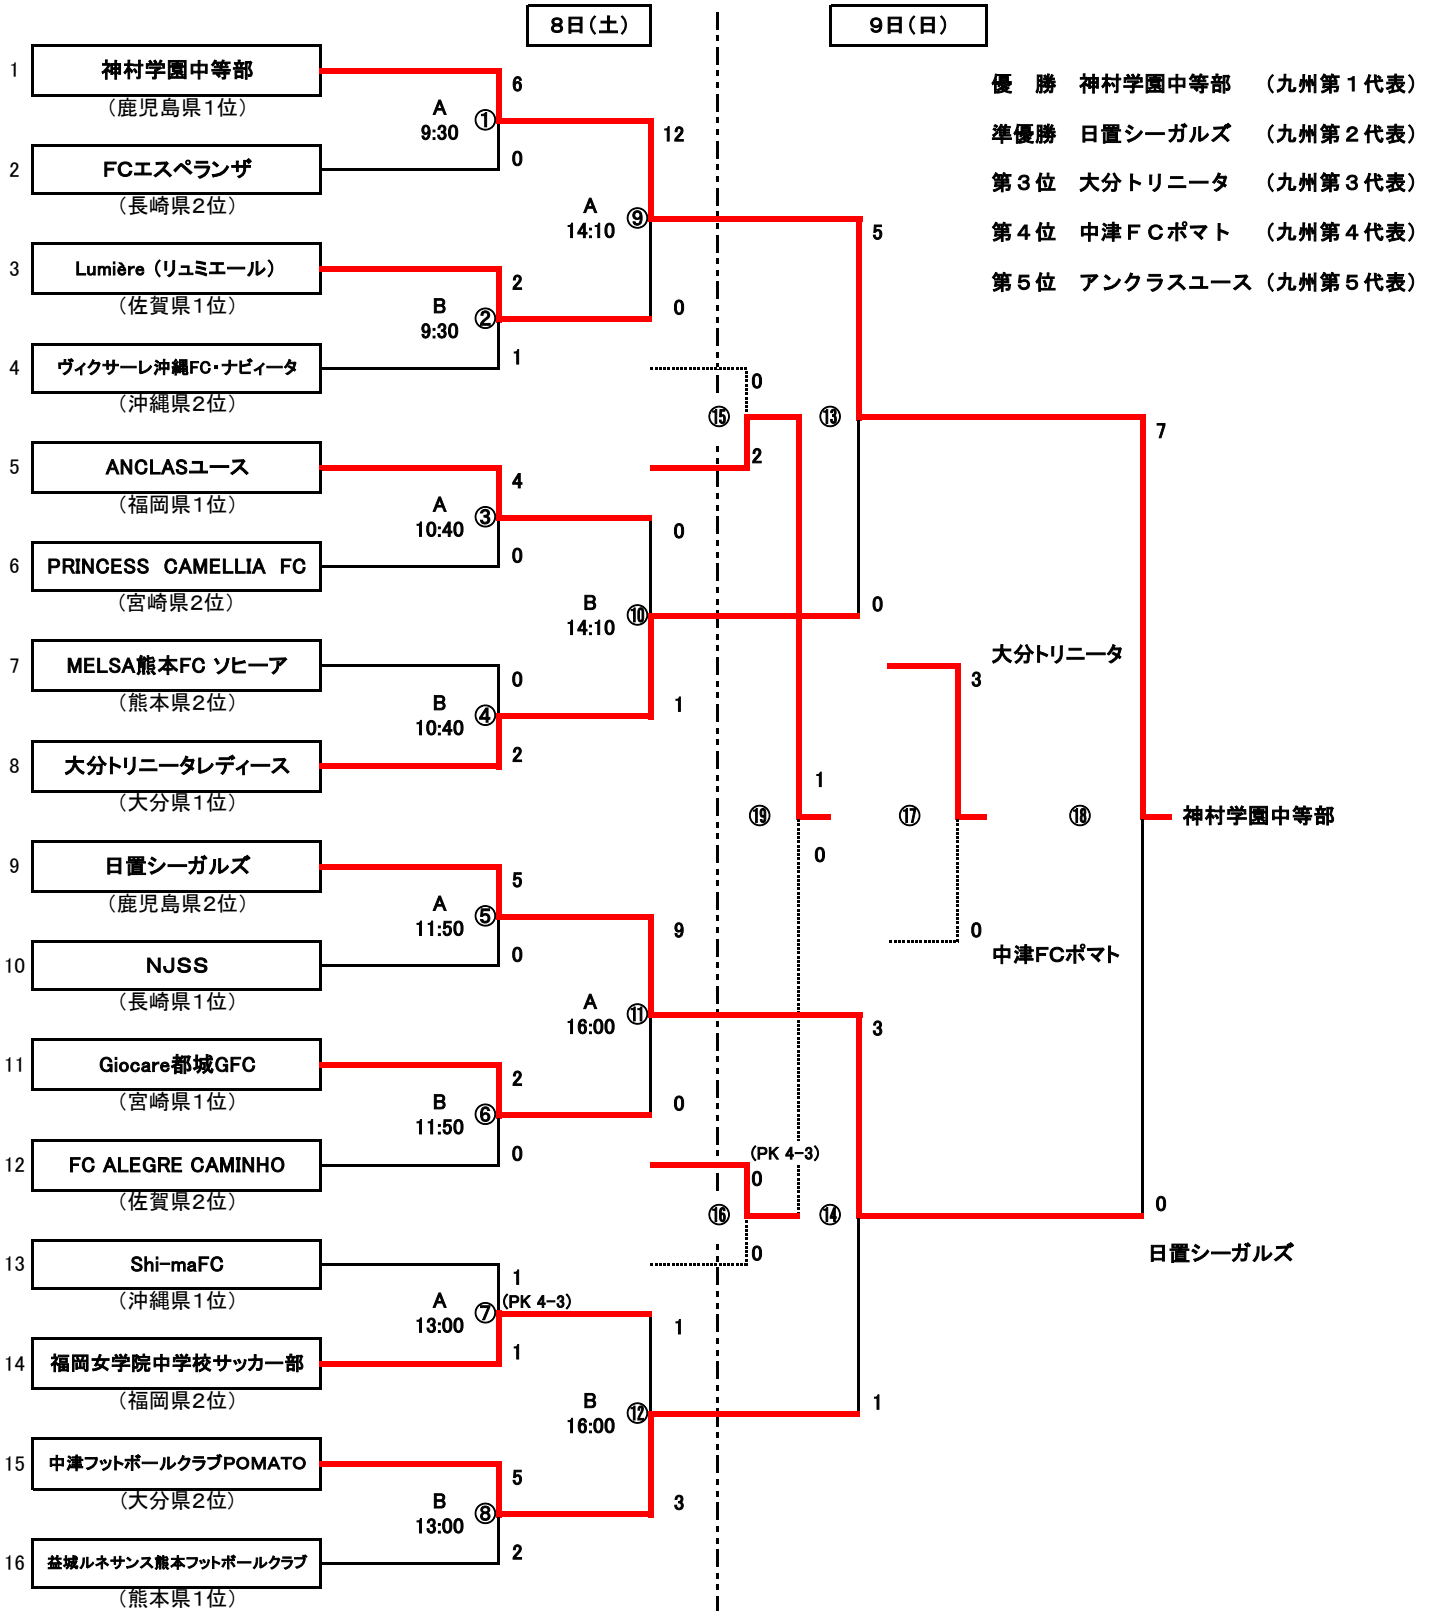 8日(土)
9日(日)
優　勝　神村学園中等部　（九州第１代表）
準優勝　日置シーガルズ　（九州第２代表）
第３位　大分トリニータ　（九州第３代表）
第４位　中津ＦＣポマト　（九州第４代表）
第５位　アンクラスユース（九州第５代表）
1 神村学園中等部
（鹿児島県１位）
2 FCエスペランザ
（長崎県２位）
A
9:30
①
6
0
3 Lumière（リュミエール）
（佐賀県１位）
4 ヴィクサーレ沖縄FC・ナビィータ
（沖縄県２位）
B
9:30
②
2
1
A
14:10
⑨
12
0
5 ANCLASユース
（福岡県１位）
6 PRINCESS CAMELLIA FC
（宮崎県２位）
A
10:40
③
4
0
7 MELSA熊本FC ソヒーア
（熊本県２位）
8 大分トリニータレディース
（大分県１位）
B
10:40
④
0
2
B
14:10
⑩
0
1
⑮
0
2
⑬
5
0
9 日置シーガルズ
（鹿児島県２位）
10 NJSS
（長崎県１位）
A
11:50
⑤
5
0
11 Giocare都城GFC
（宮崎県１位）
12 FC ALEGRE CAMINHO
（佐賀県２位）
B
11:50
⑥
2
0
A
16:00
⑪
9
0
13 Shi-maFC
（沖縄県１位）
14 福岡女学院中学校サッカー部
（福岡県２位）
A
13:00
⑦
1
(PK 4-3)
1
15 中津フットボールクラブPOMATO
（大分県２位）
16 益城ルネサンス熊本フットボールクラブ
（熊本県１位）
B
13:00
⑧
5
2
B
16:00
⑫
1
3
⑯
(PK 4-3)
0
0
⑭
3
1
⑲
1
0
大分トリニータ
3
⑰
0
中津FCポマト
7
⑱
神村学園中等部
0
日置シーガルズ